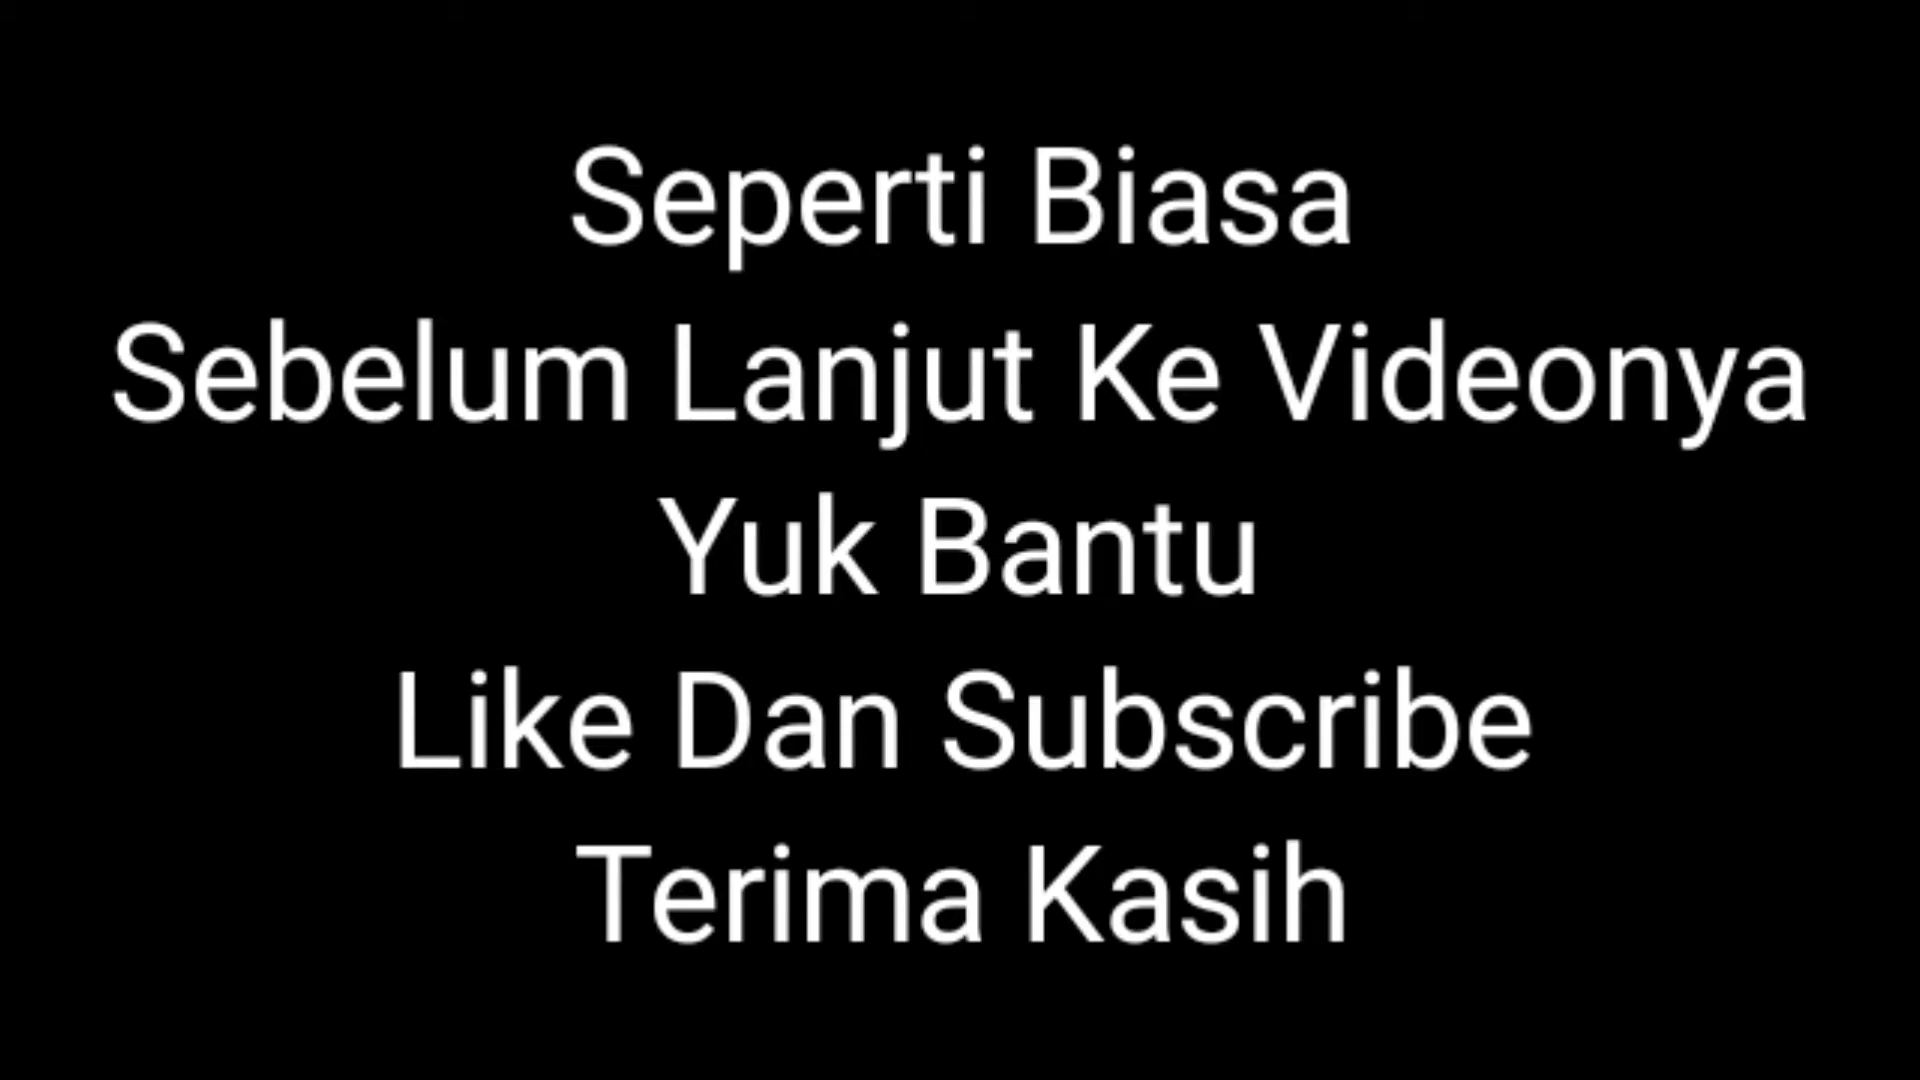 Seperti Biasa
Sebelum Lanjut Ke Videonya
Yuk Bantu
Like Dan Subscribe
Terima Kasih